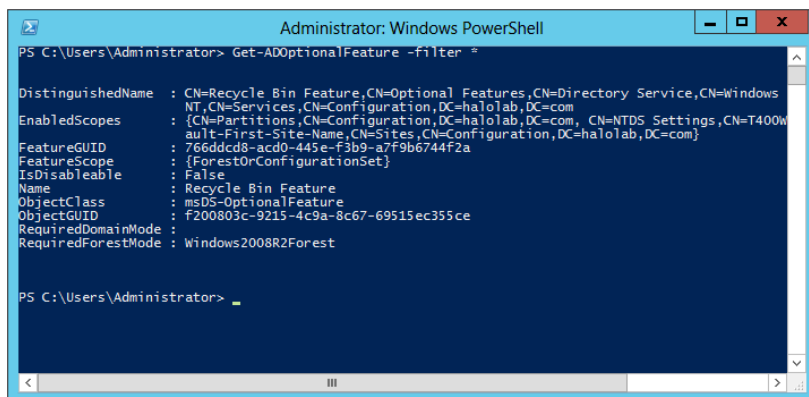 Administrator: Windows PowerShell
PS C:\Users\Administrator> Get-ADOptionalFeature -filter *
DistinguishedName  : CN=Recycle Bin Feature,CN=Optional Features,CN=Directory Service,CN=Windows
                     NT,CN=Services,CN=Configuration,DC=halolab,DC=com
EnabledScopes      : {CN=Partitions,CN=Configuration,DC=halolab,DC=com, CN=NTDS Settings,CN=T400W
                     ault-First-Site-Name,CN=Sites,CN=Configuration,DC=halolab,DC=com}
FeatureGUID        : 766ddcd8-acd0-445e-f3b9-a7f9b6744f2a
FeatureScope       : {ForestOrConfigurationSet}
IsDisableable      : False
Name               : Recycle Bin Feature
ObjectClass        : msDS-OptionalFeature
ObjectGUID         : f200803c-9215-4c9a-8c67-69515ec355ce
RequiredDomainMode :
RequiredForestMode : Windows2008R2Forest
PS C:\Users\Administrator> _